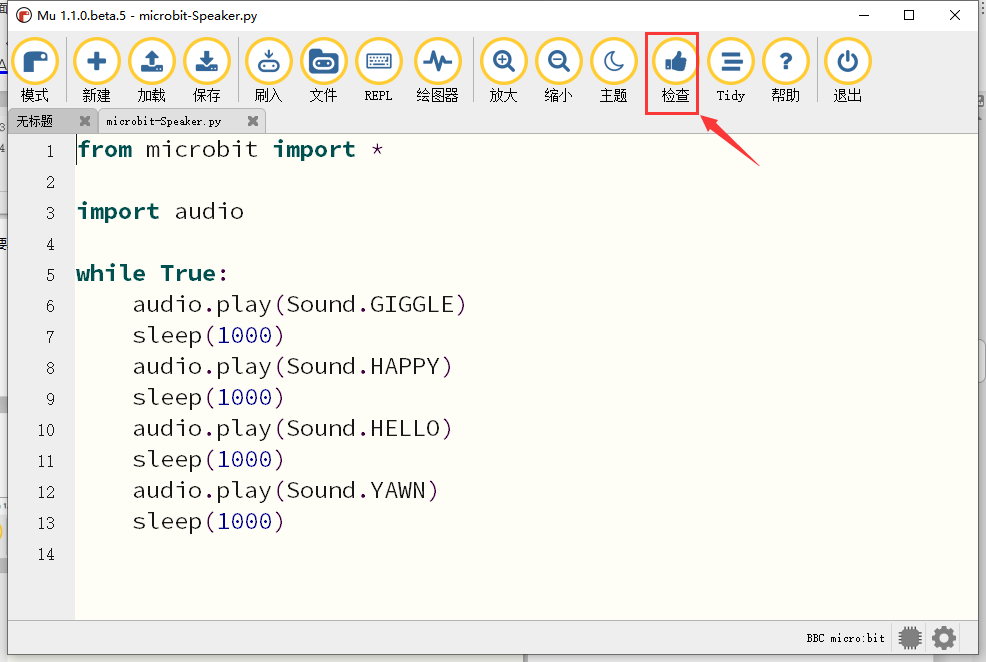 Mu 1.1.0.beta.5 - microbit-Speaker.py
模式 新建 加载 保存 刷入 文件 REPL 绘图器 放大 缩小 主题 检查 Tidy 帮助 退出
无标题 microbit-Speaker.py
1 from microbit import *
2
3 import audio
4
5 while True:
6 audio.play(Sound.GIGGLE)
7 sleep(1000)
8 audio.play(Sound.HAPPY)
9 sleep(1000)
10 audio.play(Sound.HELLO)
11 sleep(1000)
12 audio.play(Sound.YAWN)
13 sleep(1000)
14
BBC micro:bit